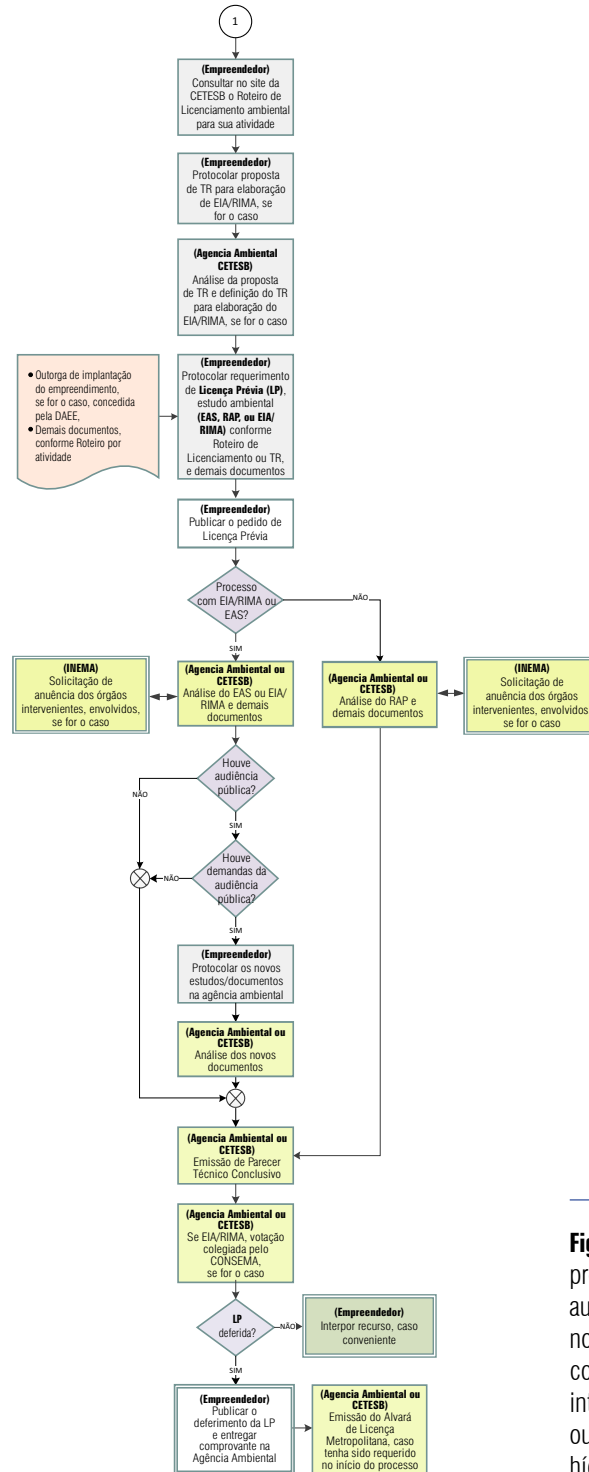 1
(Empreendedor)
Consultar no site da
CETESB o Roteiro de
Licenciamento ambiental
para sua atividade
(Empreendedor)
Protocolar proposta
de TR para elaboração
de EIA/RIMA, se
for o caso
(Agencia Ambiental
CETESB)
Análise da proposta
de TR e definição do TR
para elaboração do
EIA/RIMA, se for o caso
• Outorga de implantação
do empreendimento,
se for o caso, concedida
pela DAEE,
• Demais documentos,
conforme Roteiro por
atividade
(Empreendedor)
Protocolar requerimento
de Licença Prévia (LP),
estudo ambiental
(EAS, RAP, ou EIA/
RIMA) conforme
Roteiro de
Licenciamento ou TR,
e demais documentos
(Empreendedor)
Publicar o pedido de
Licença Prévia
Processo
com EIA/RIMA ou
EAS?
NÃO
SIM
(INEMA)
Solicitação de
anuência dos órgãos
intervenientes, envolvidos,
se for o caso
(Agencia Ambiental ou
CETESB)
Análise do EAS ou EIA/
RIMA e demais
documentos
(Agencia Ambiental ou
CETESB)
Análise do RAP e
demais documentos
(INEMA)
Solicitação de
anuência dos órgãos
intervenientes, envolvidos
se for o caso
Houve
audiência
pública?
NÃO
SIM
Houve
demandas da
audiência
pública?
NÃO
SIM
(Empreendedor)
Protocolar os novos
estudos/documentos
na agência ambiental
(Agencia Ambiental ou
CETESB)
Análise dos novos
documentos
(Agencia Ambiental ou
CETESB)
Emissão de Parecer
Técnico Conclusivo
(Agencia Ambiental ou
CETESB)
Se EIA/RIMA, votação
colegiada pelo
CONSEMA,
se for o caso
LP
deferida?
NÃO
SIM
(Empreendedor)
Interpor recurso, caso
conveniente
(Empreendedor)
Publicar o
deferimento da LP
e entregar
comprovante na
Agência Ambiental
(Agencia Ambiental ou
CETESB)
Emissão do Alvará
de Licença
Metropolitana, caso
tenha sido requerido
no início do processo
Fig
pr
au
no
co
int
ou